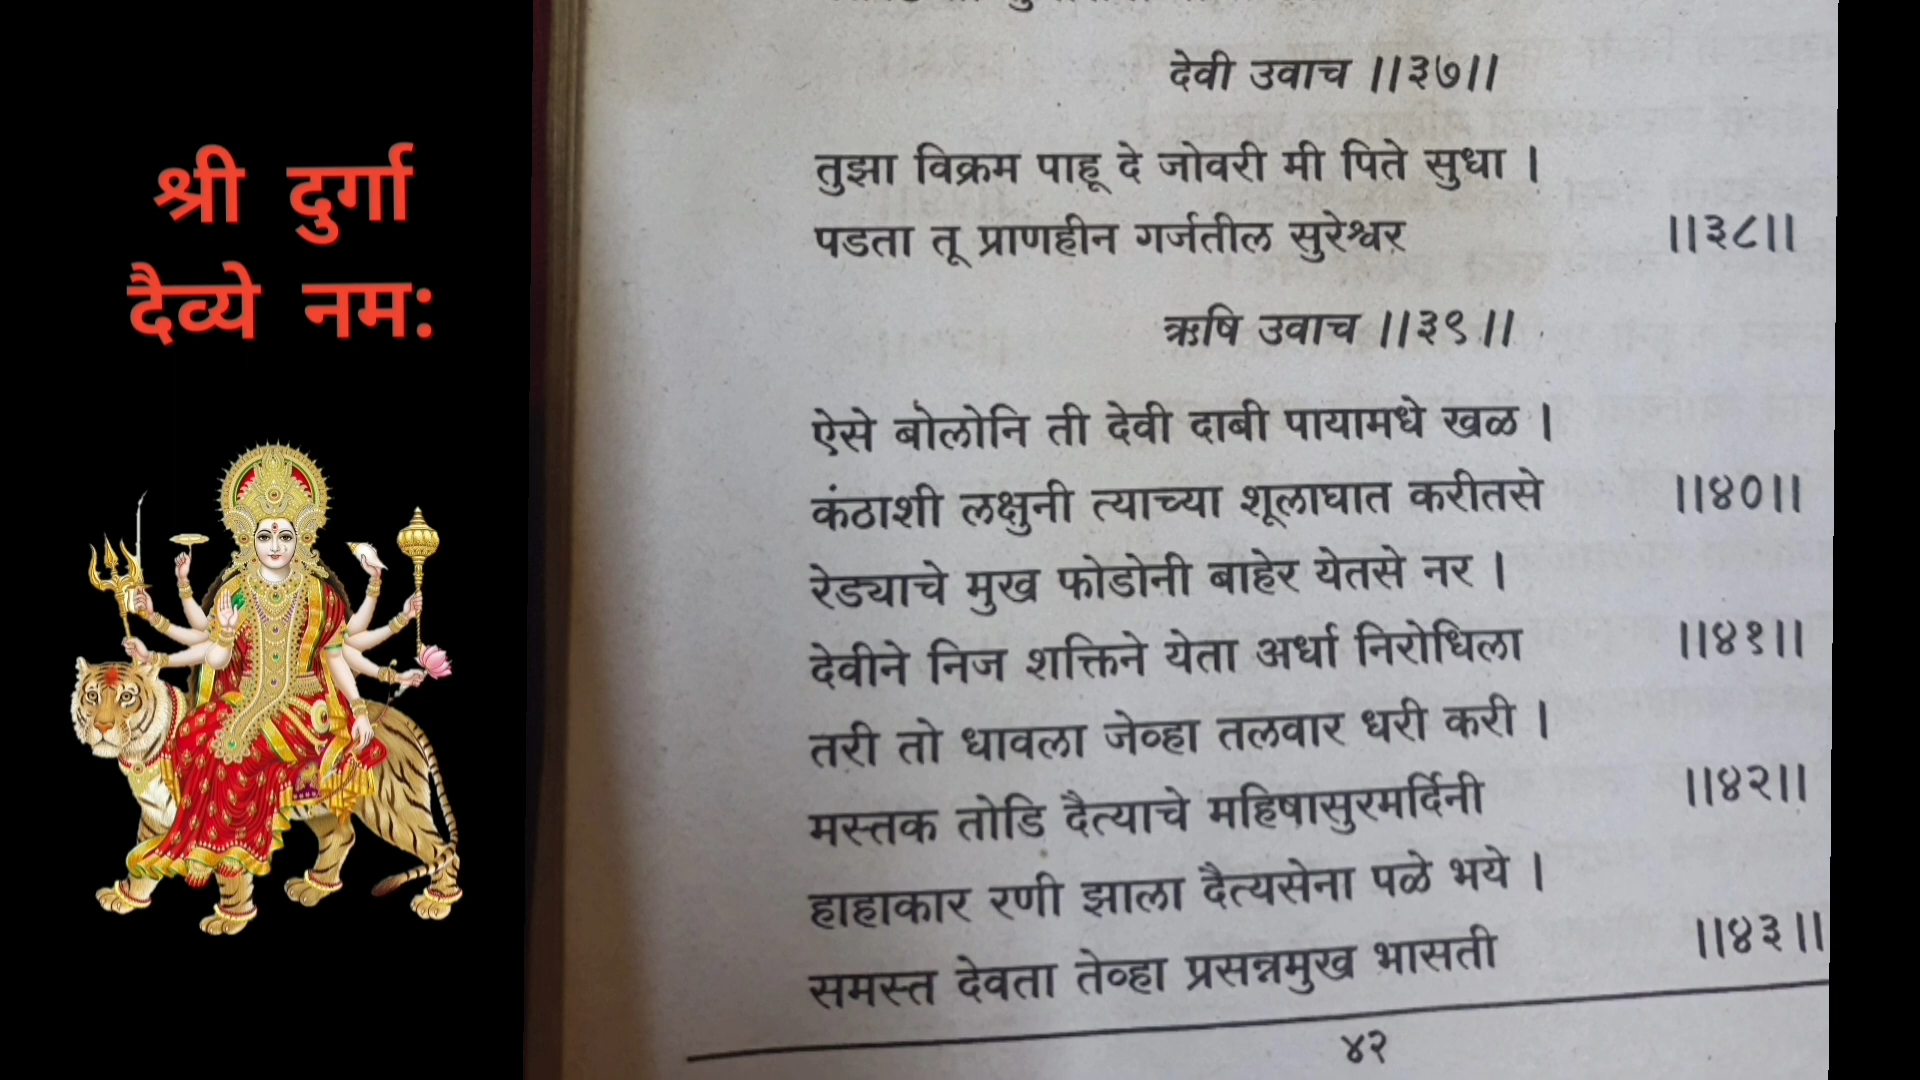 श्री दुर्गा
दैव्ये नम:
देवी उवाच ।।३७।।
तुझा विक्रम पाहू दे जोवरी मी पिते सुधा ।
पडता तू प्राणहीन गर्जतील सुरेश्वर ।।३८।।
ऋषि उवाच ।।३९।।
ऐसे बोलोनि ती देवी दाबी पायामधे खळ ।
कंठाशी लक्षुनी त्याच्या शूलाघात करीतसे ।।४०।।
रेड्याचे मुख फोडोनी बाहेर येतसे नर ।
देवीने निज शक्तिने येता अर्धा निरोधिला ।।४१।।
तरी तो धावला जेव्हा तलवार धरी करी ।
मस्तक तोडि दैत्याचे महिषासुरमर्दिनी ।।४२।।
हाहाकार रणी झाला दैत्यसेना पळे भये ।
समस्त देवता तेव्हा प्रसन्नमुख भासती ।।४३।।
४२